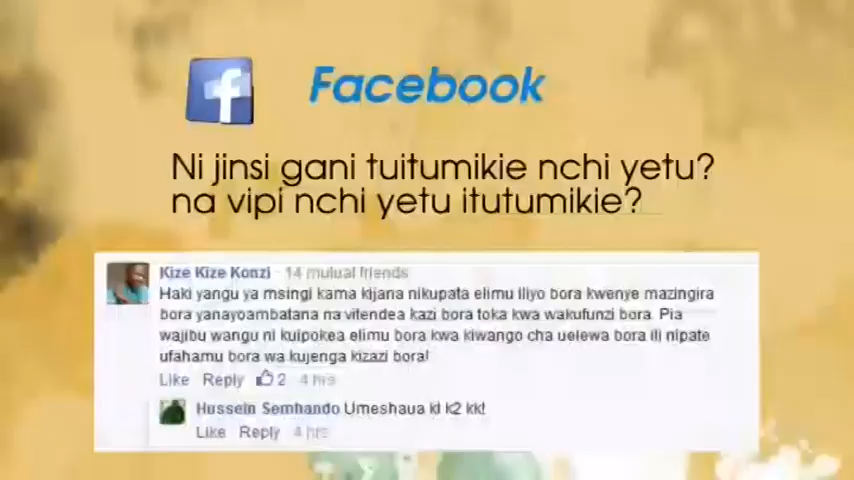 Facebook
Ni jinsi gani tuitumikie nchi yetu?
na vipi nchi yetu itutumikie?
Kize Kize Konzi · 14 mutual friends
Haki yangu ya msingi kama kijana nikupata elimu iliyo bora kwenye mazingira
bora yanayoambatana na vitendea kazi bora toka kwa wakufunzi bora. Pia
wajibu wangu ni kuipokea elimu bora kwa kiwango cha uelewa bora ili nipate
ufahamu bora wa kujenga kizazi bora!
Like Reply 2 4 hrs
Hussein Semhando Umeshaua kt k2 kk!
Like Reply 4 hrs